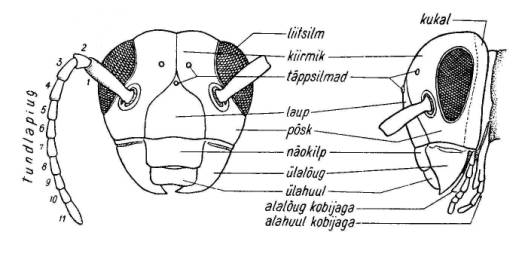 kukal
liitsilm
kiirmik
täppsilmad
laup
põsk
näokilp
ülalõug
ülahuul
alalõug kobijaga
alahuul kobijaga
tundlapiug
1
2
3
4
5
6
7
8
9
10
11